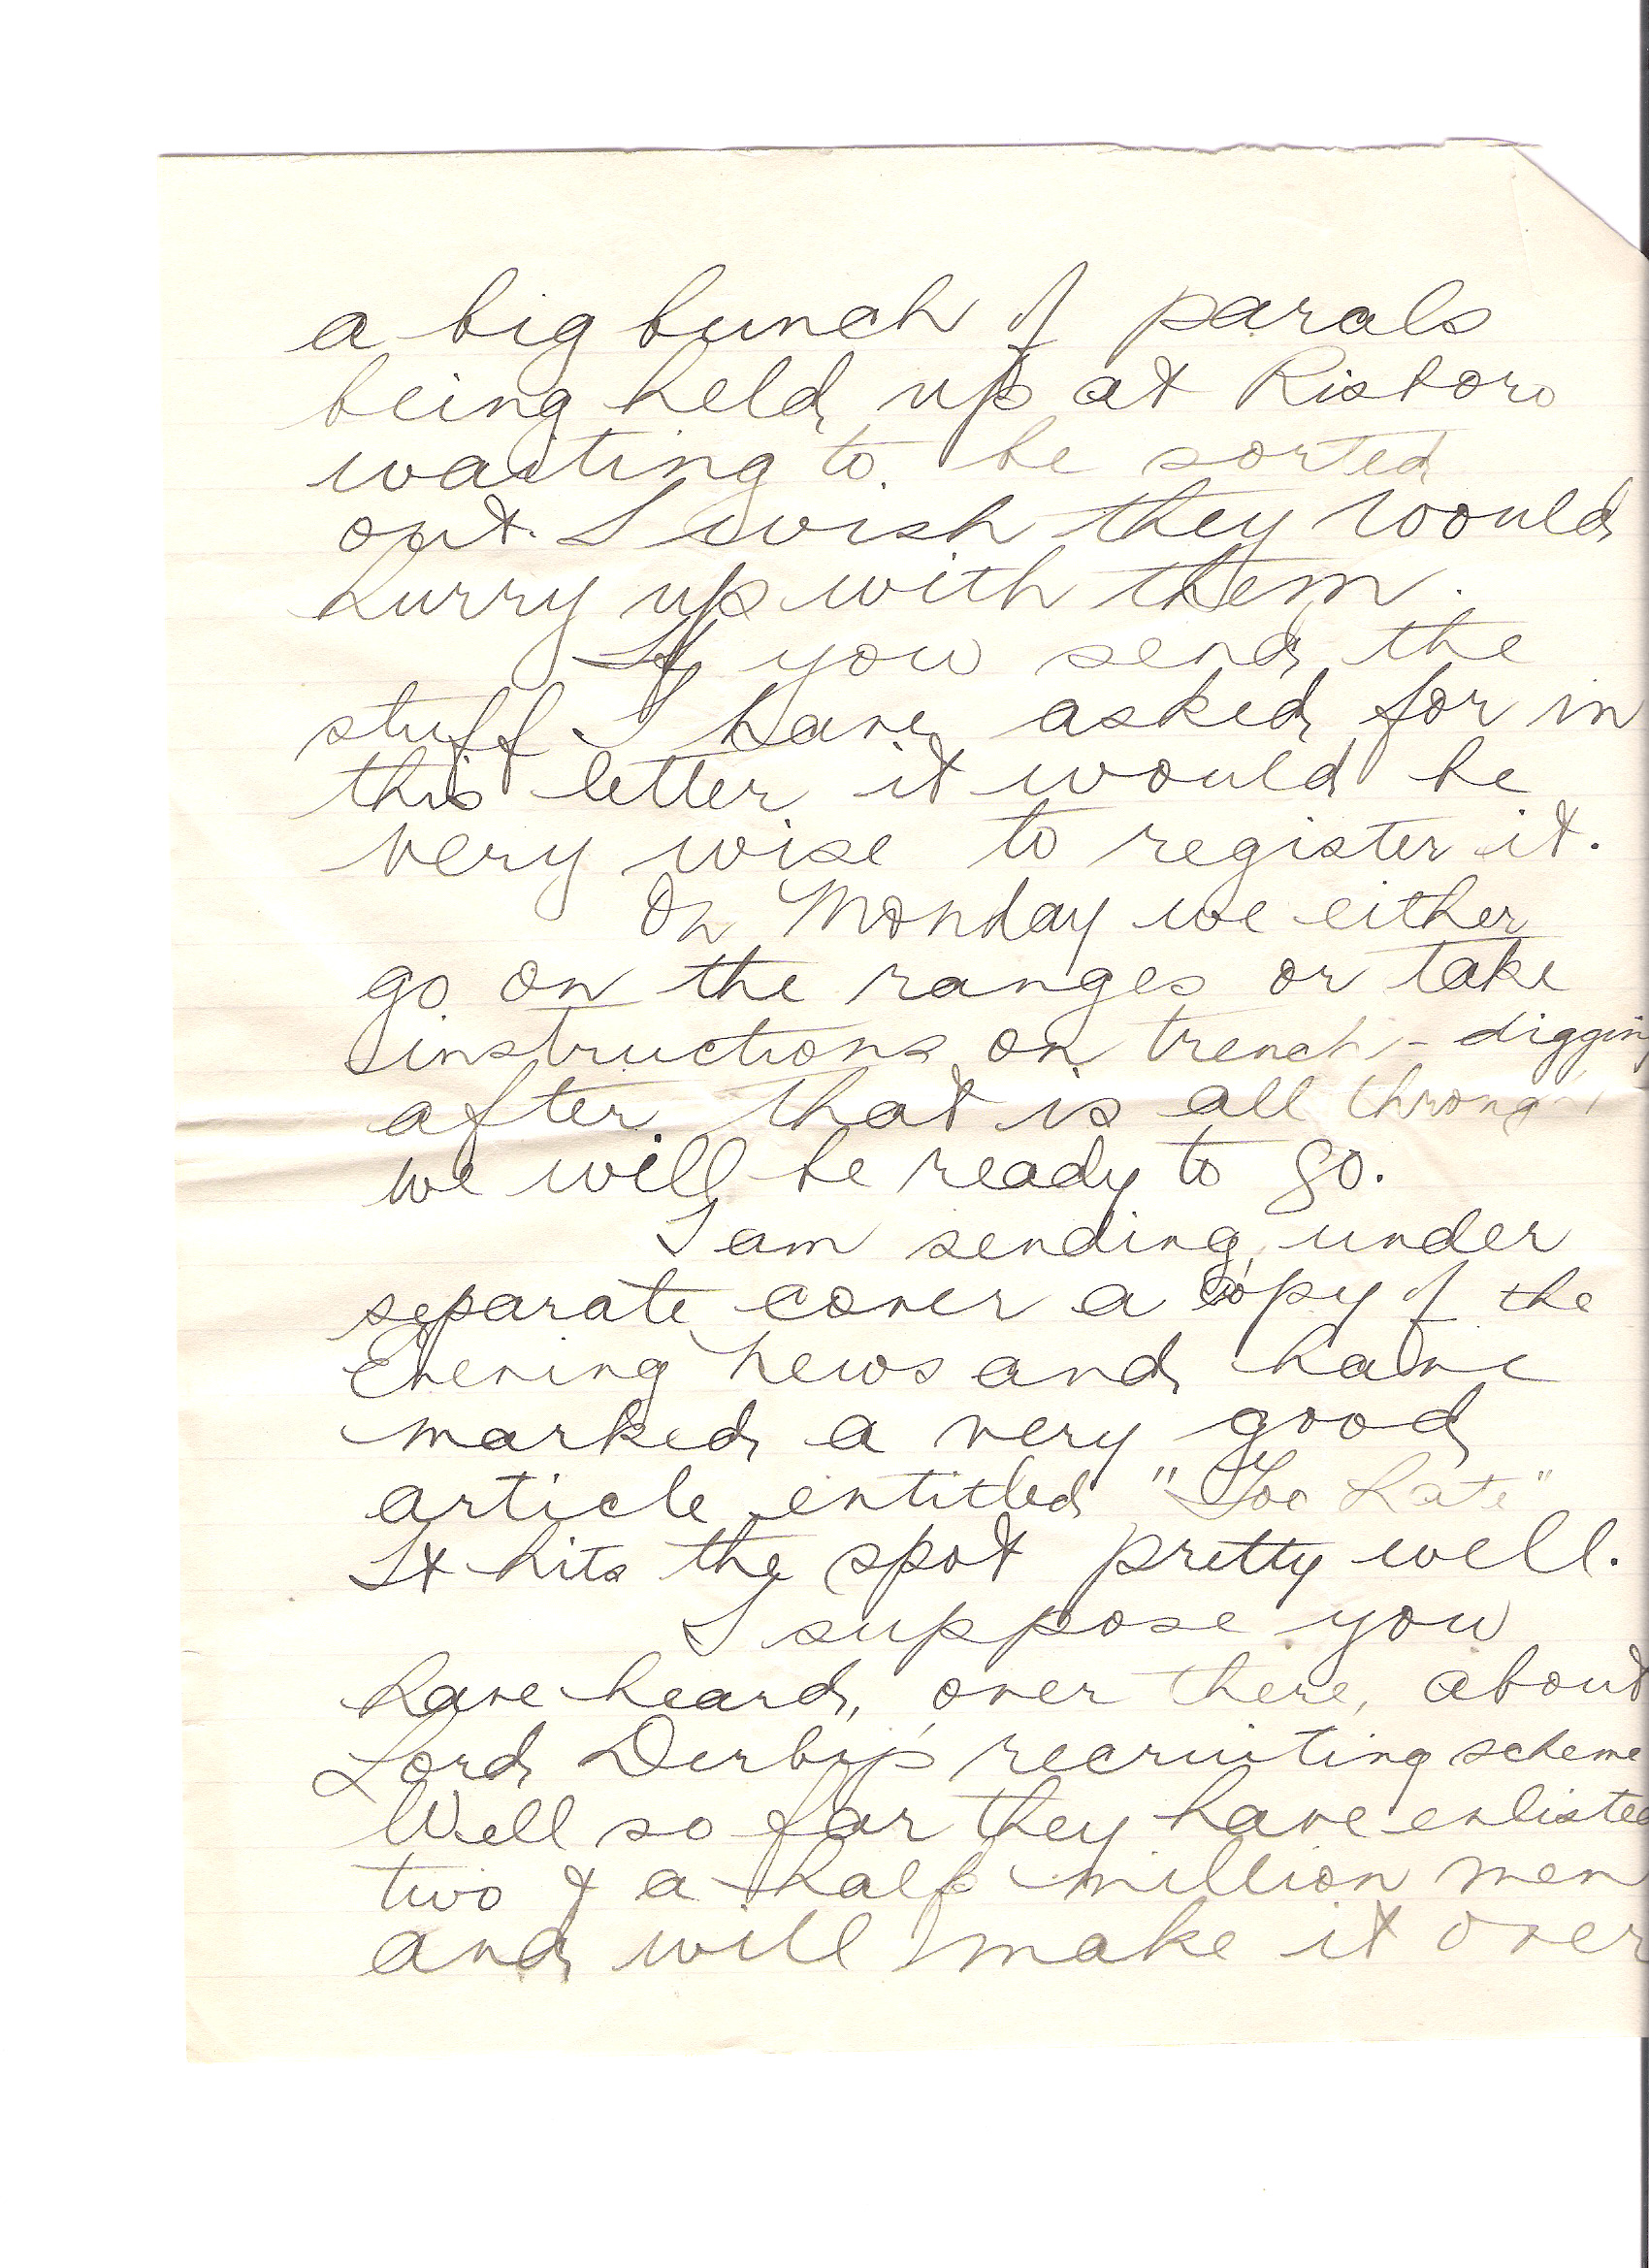 a big bunch of parcals
being held up at Risboro
waiting to be sorted
out. I wish they would
hurry up with them.
If you send the
stuff I have asked for in
this letter it would be
very wise to register it.
On Monday we either
go on the ranges or take
instructions on trench-digging
after that is all through
we will be ready to go.
I am sending under
separate cover a copy of the
Evening News and have
marked a very good
article entitled "Too Late"
It hits the spot pretty well.
I suppose you
have heard, over there, about
Lord Derby's recruiting scheme
Well so far they have enlisted
two & a half million men
and will make it over